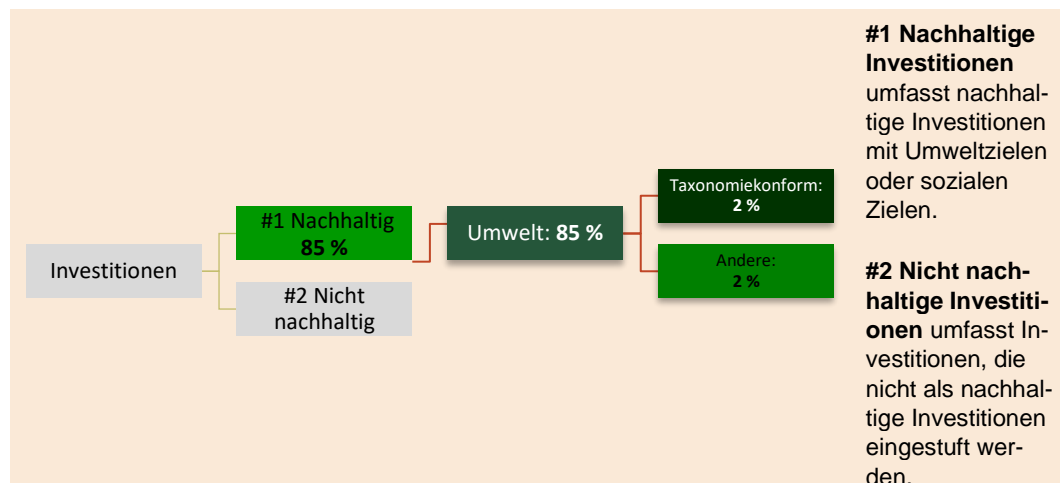 Investitionen
#1 Nachhaltig
85 %
#2 Nicht
nachhaltig
Umwelt: 85 %
Taxonomiekonform:
2 %
Andere:
2 %
#1 Nachhaltige
Investitionen
umfasst nachhal-
tige Investitionen
mit Umweltzielen
oder sozialen
Zielen.
#2 Nicht nach-
haltige Investiti-
onen umfasst In-
vestitionen, die
nicht als nachhal-
tige Investitionen
eingestuft wer-
den.